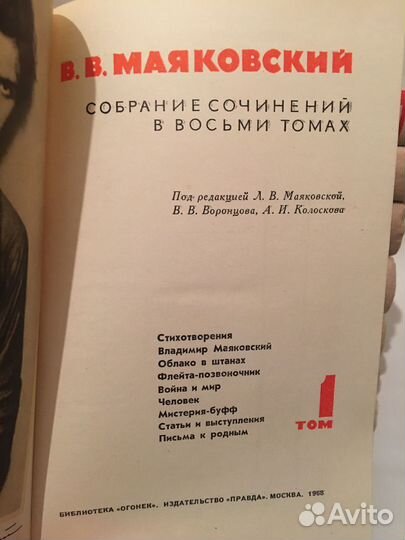 В. В. МАЯКОВСКИЙ
СОБРАНИЕ СОЧИНЕНИЙ
В ВОСЬМИ ТОМАХ
Под редакцией Л. В. Маяковской,
В. В. Воронцова, А. И. Колоскова
Стихотворения
Владимир Маяковский
Облако в штанах
Флейта-позвоночник
Война и мир
Человек
Мистерия-буфф
Статьи и выступления
Письма к родным
1
ТОМ
БИБЛИОТЕКА «ОГОНЕК». ИЗДАТЕЛЬСТВО «ПРАВДА». МОСКВА. 1968
Avito